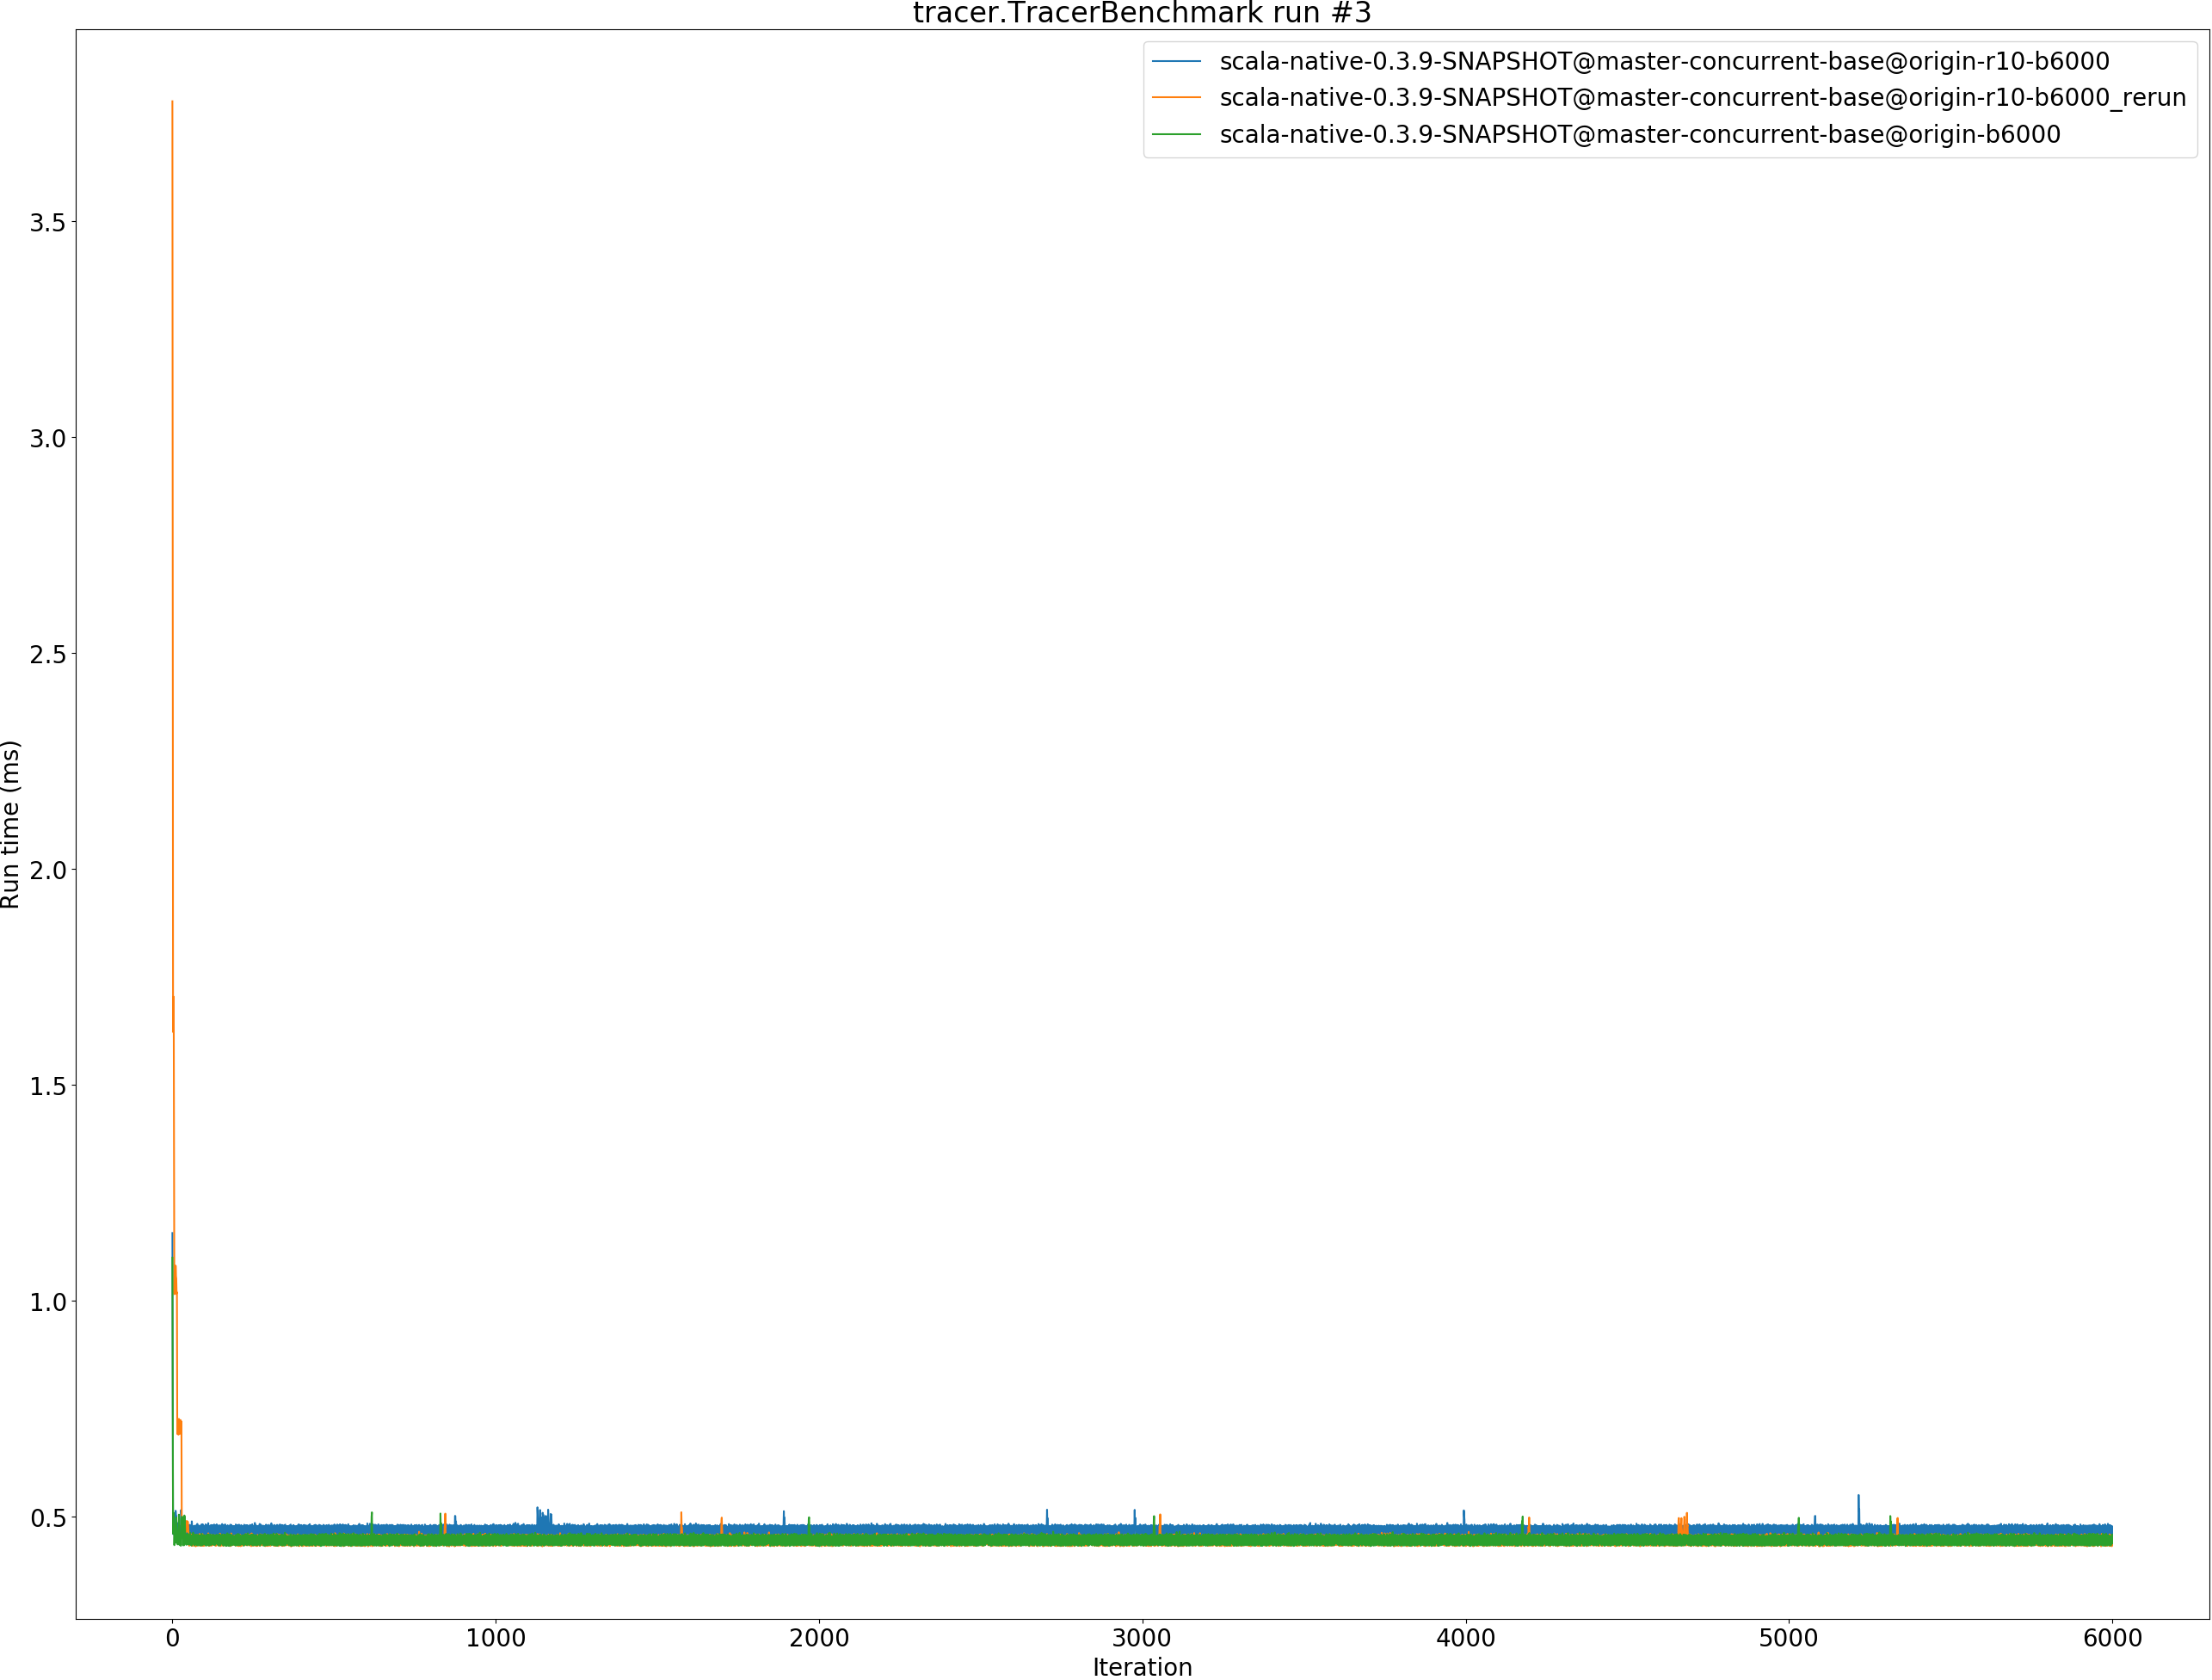 tracer.TracerBenchmark run #3
scala-native-0.3.9-SNAPSHOT@master-concurrent-base@origin-r10-b6000
scala-native-0.3.9-SNAPSHOT@master-concurrent-base@origin-r10-b6000_rerun
scala-native-0.3.9-SNAPSHOT@master-concurrent-base@origin-b6000
3.5
3.0
2.5
2.0
1.5
1.0
0.5
Run time (ms)
0 1000 2000 3000 4000 5000 6000
Iteration